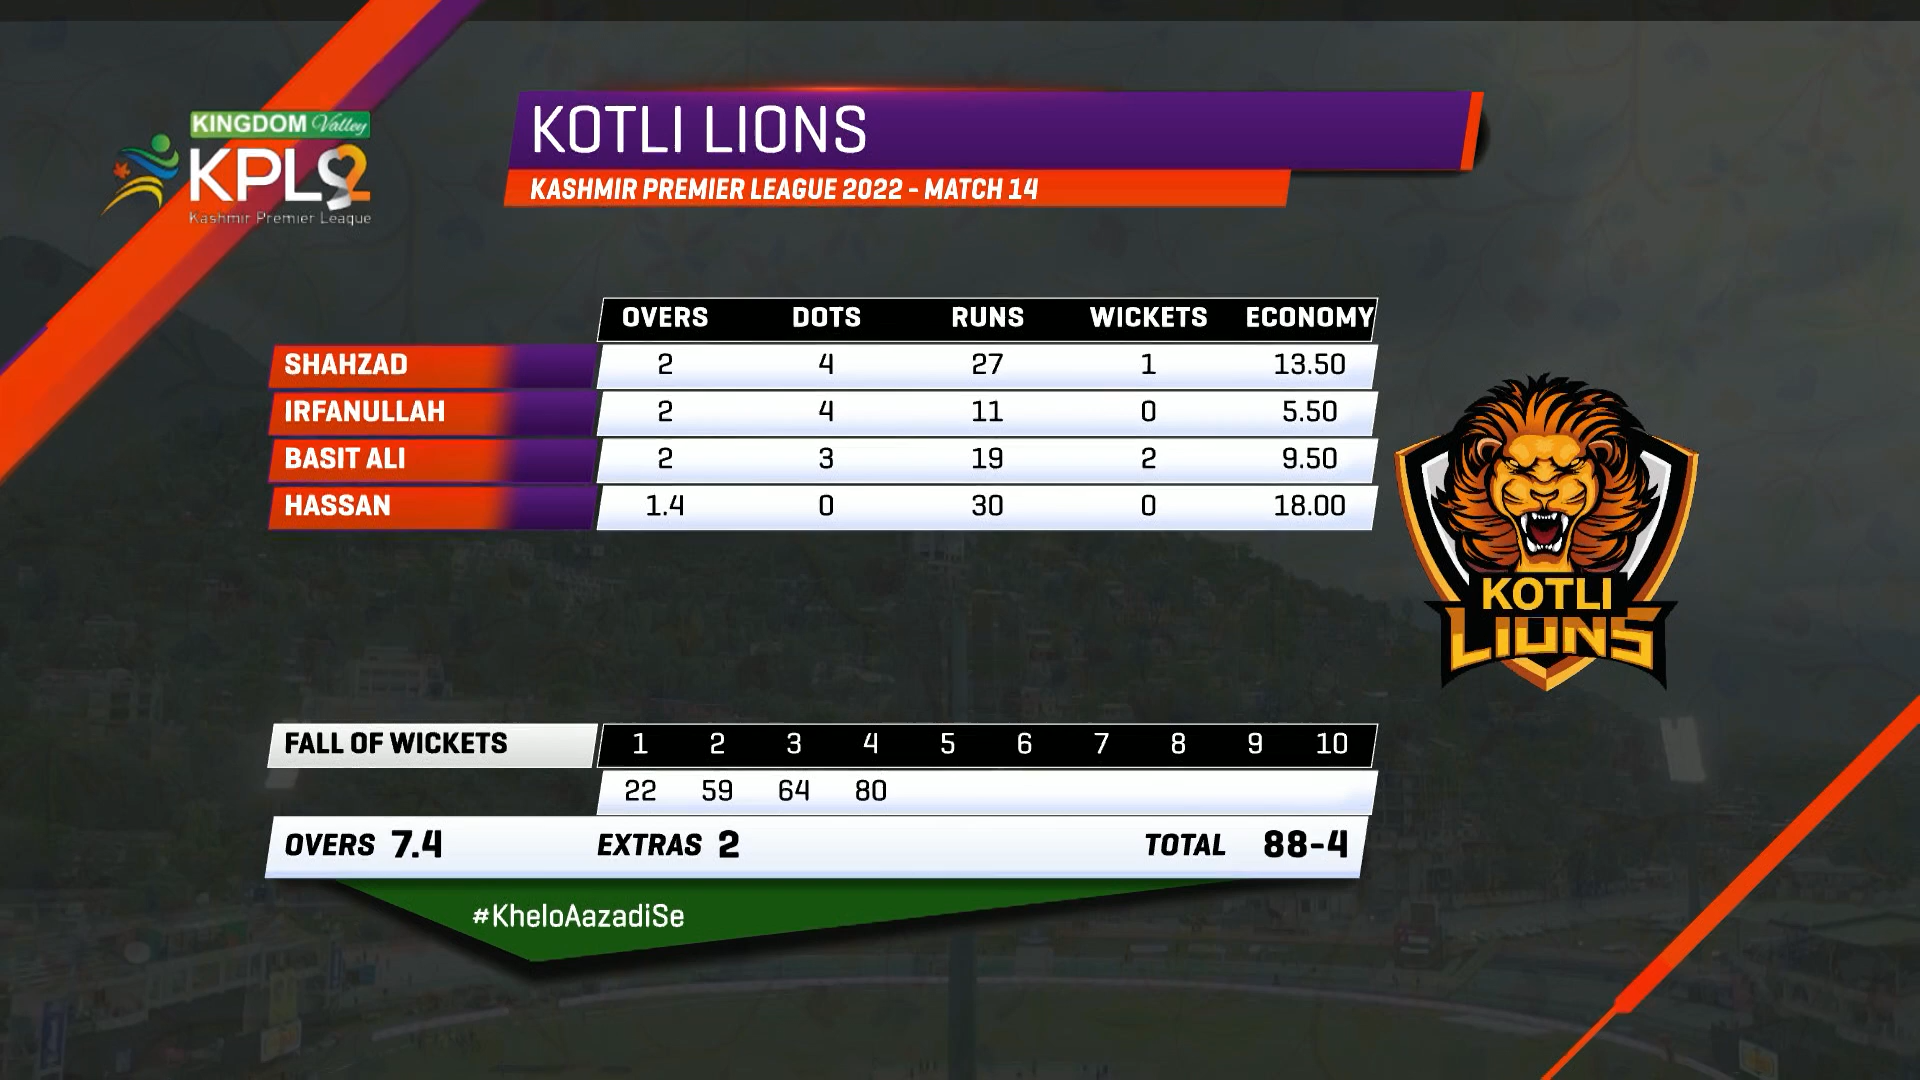 KINGDOM Valley
KPL 2
Kashmir Premier League
KOTLI LIONS
KASHMIR PREMIER LEAGUE 2022 - MATCH 14
OVERS DOTS RUNS WICKETS ECONOMY
SHAHZAD 2 4 27 1 13.50
IRFANULLAH 2 4 11 0 5.50
BASIT ALI 2 3 19 2 9.50
HASSAN 1.4 0 30 0 18.00
KOTLI
LIONS
FALL OF WICKETS 1 2 3 4 5 6 7 8 9 10
22 59 64 80
OVERS 7.4 EXTRAS 2 TOTAL 88-4
#KheloAazadiSe